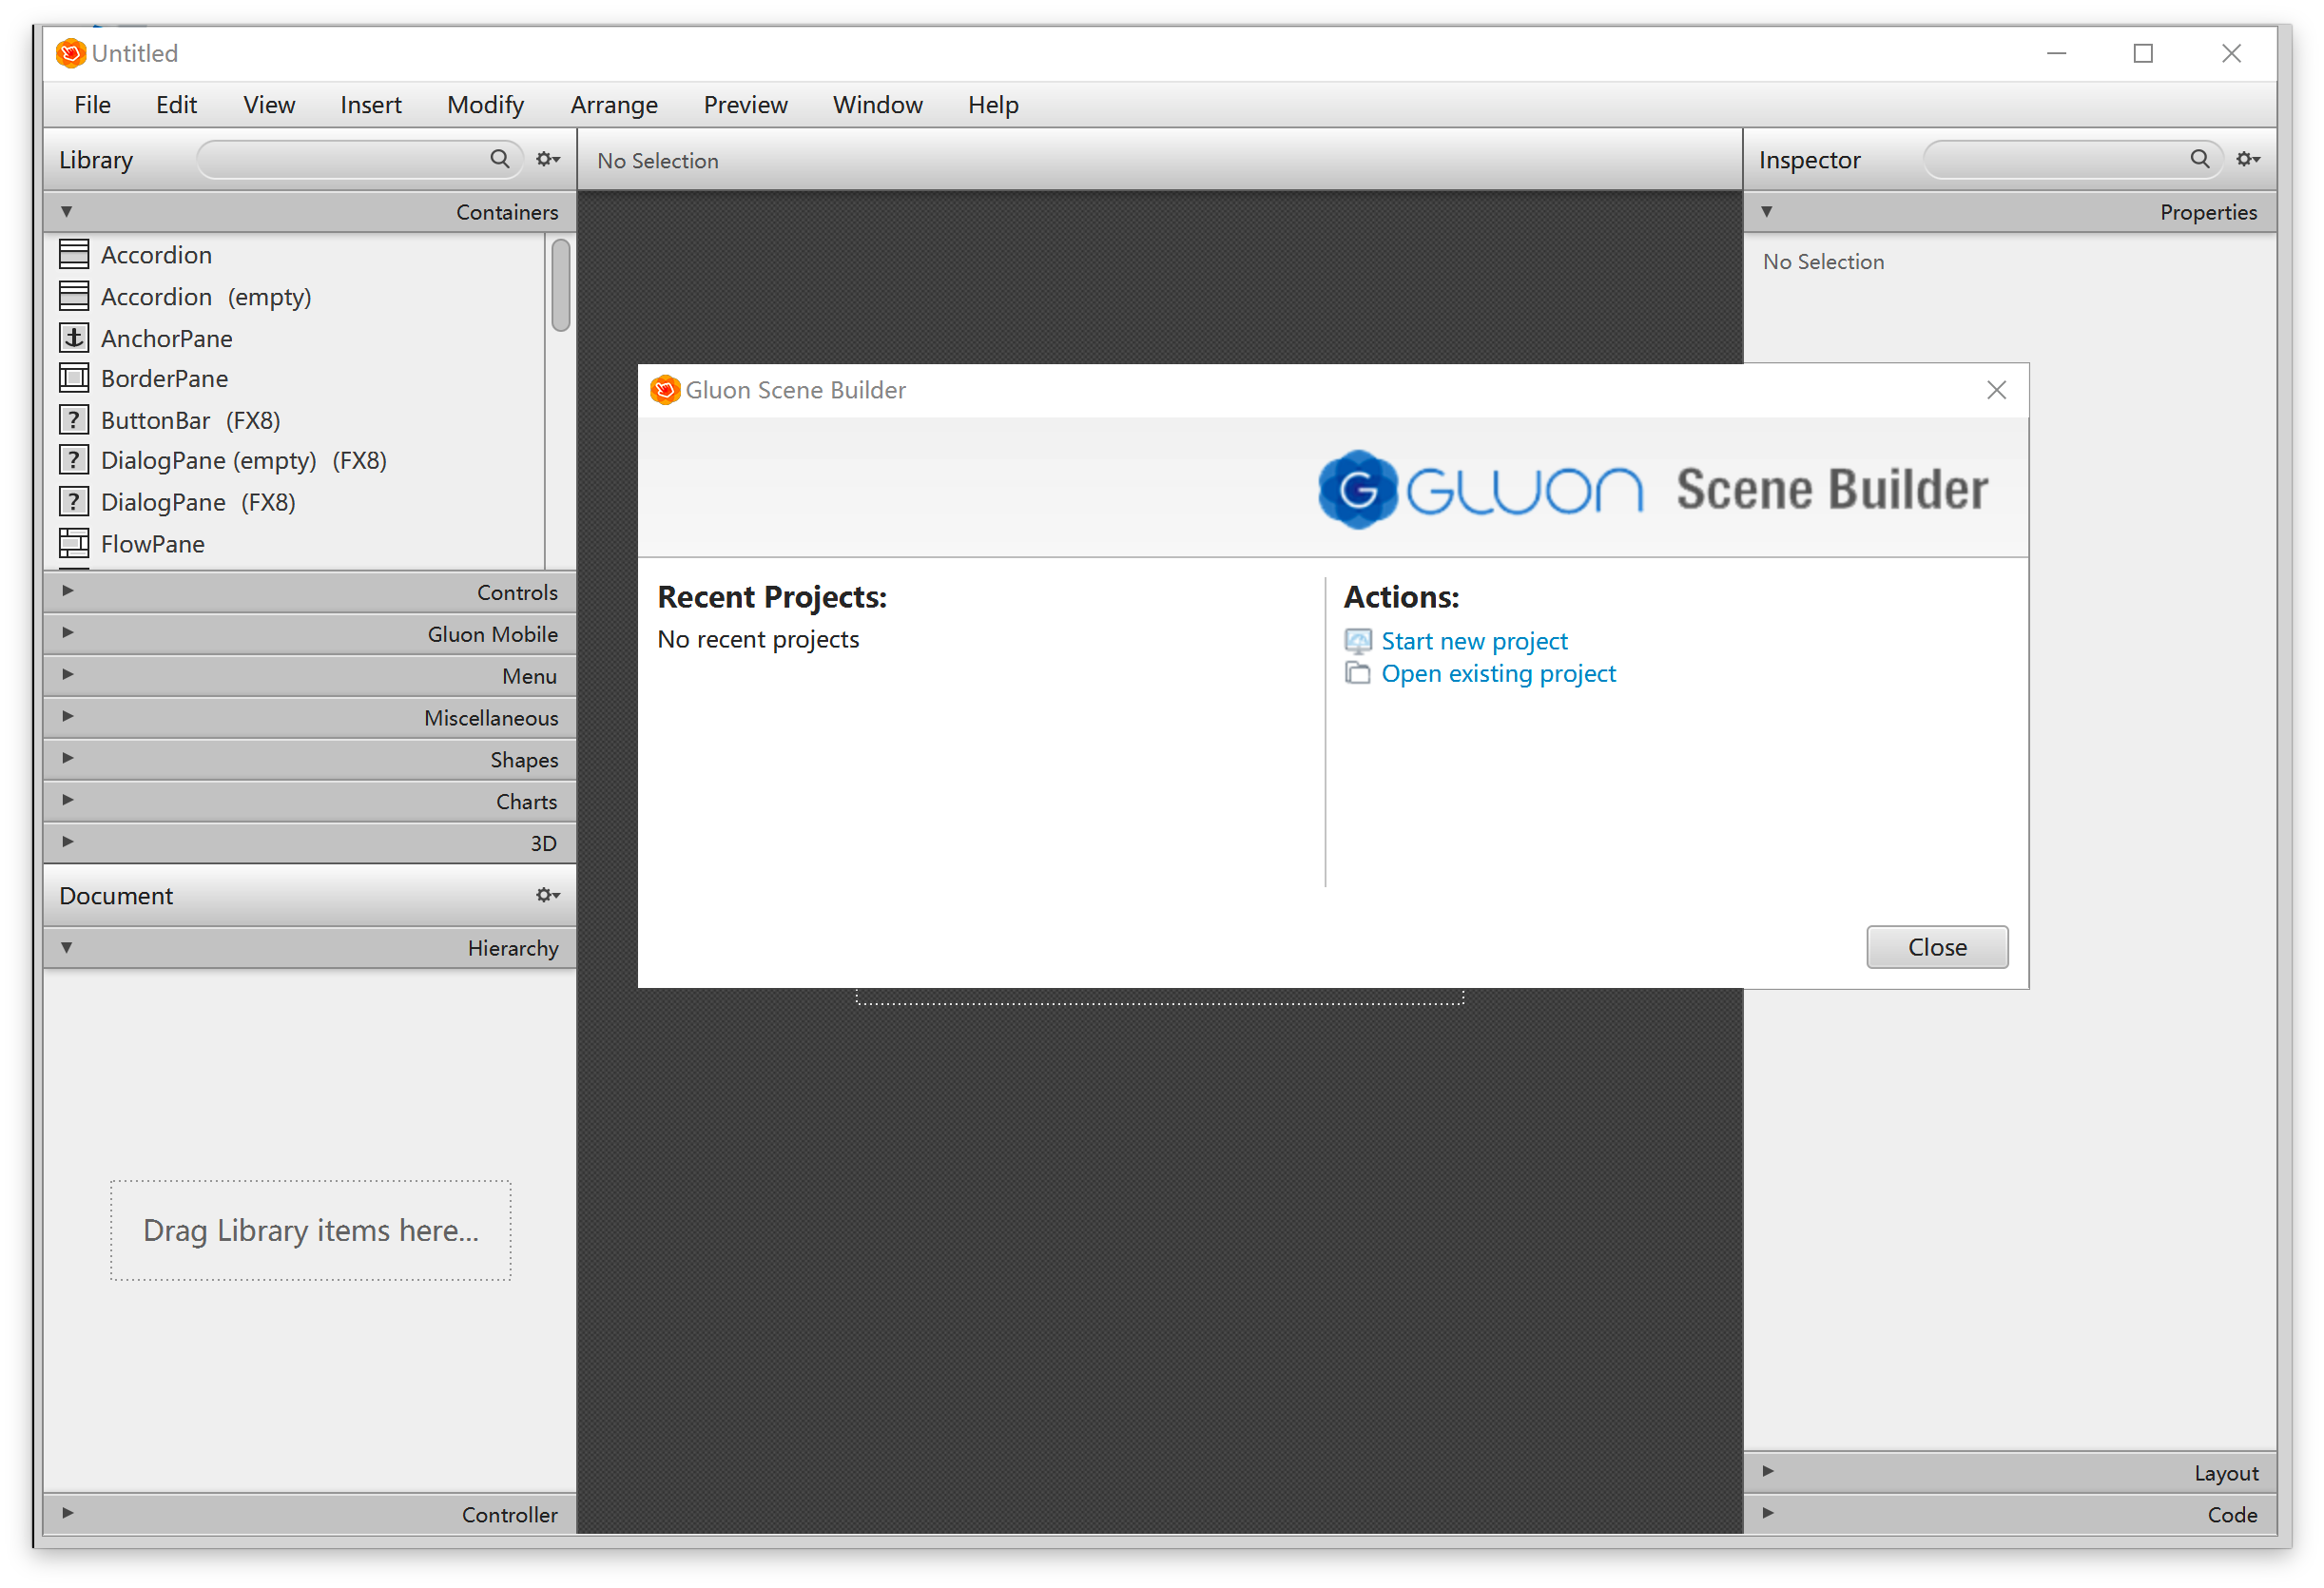 Untitled
File Edit View Insert Modify Arrange Preview Window Help
Library
No Selection
Inspector
Containers
Properties
Accordion
Accordion (empty)
AnchorPane
BorderPane
ButtonBar (FX8)
DialogPane (empty) (FX8)
DialogPane (FX8)
FlowPane
No Selection
Controls
Gluon Mobile
Menu
Miscellaneous
Shapes
Charts
3D
Document
Hierarchy
Drag Library items here...
Controller
Gluon Scene Builder
G GLUON Scene Builder
Recent Projects:
No recent projects
Actions:
Start new project
Open existing project
Close
Layout
Code